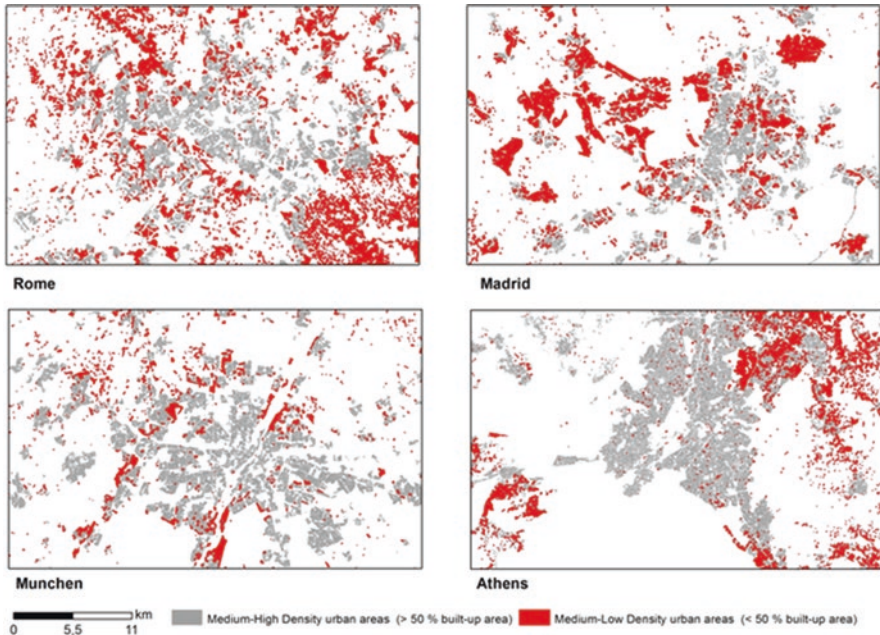 Rome
Madrid
Munchen
Athens
km
0 5.5 11
Medium-High Density urban areas (> 50 % built-up area)
Medium-Low Density urban areas (< 50 % built-up area)